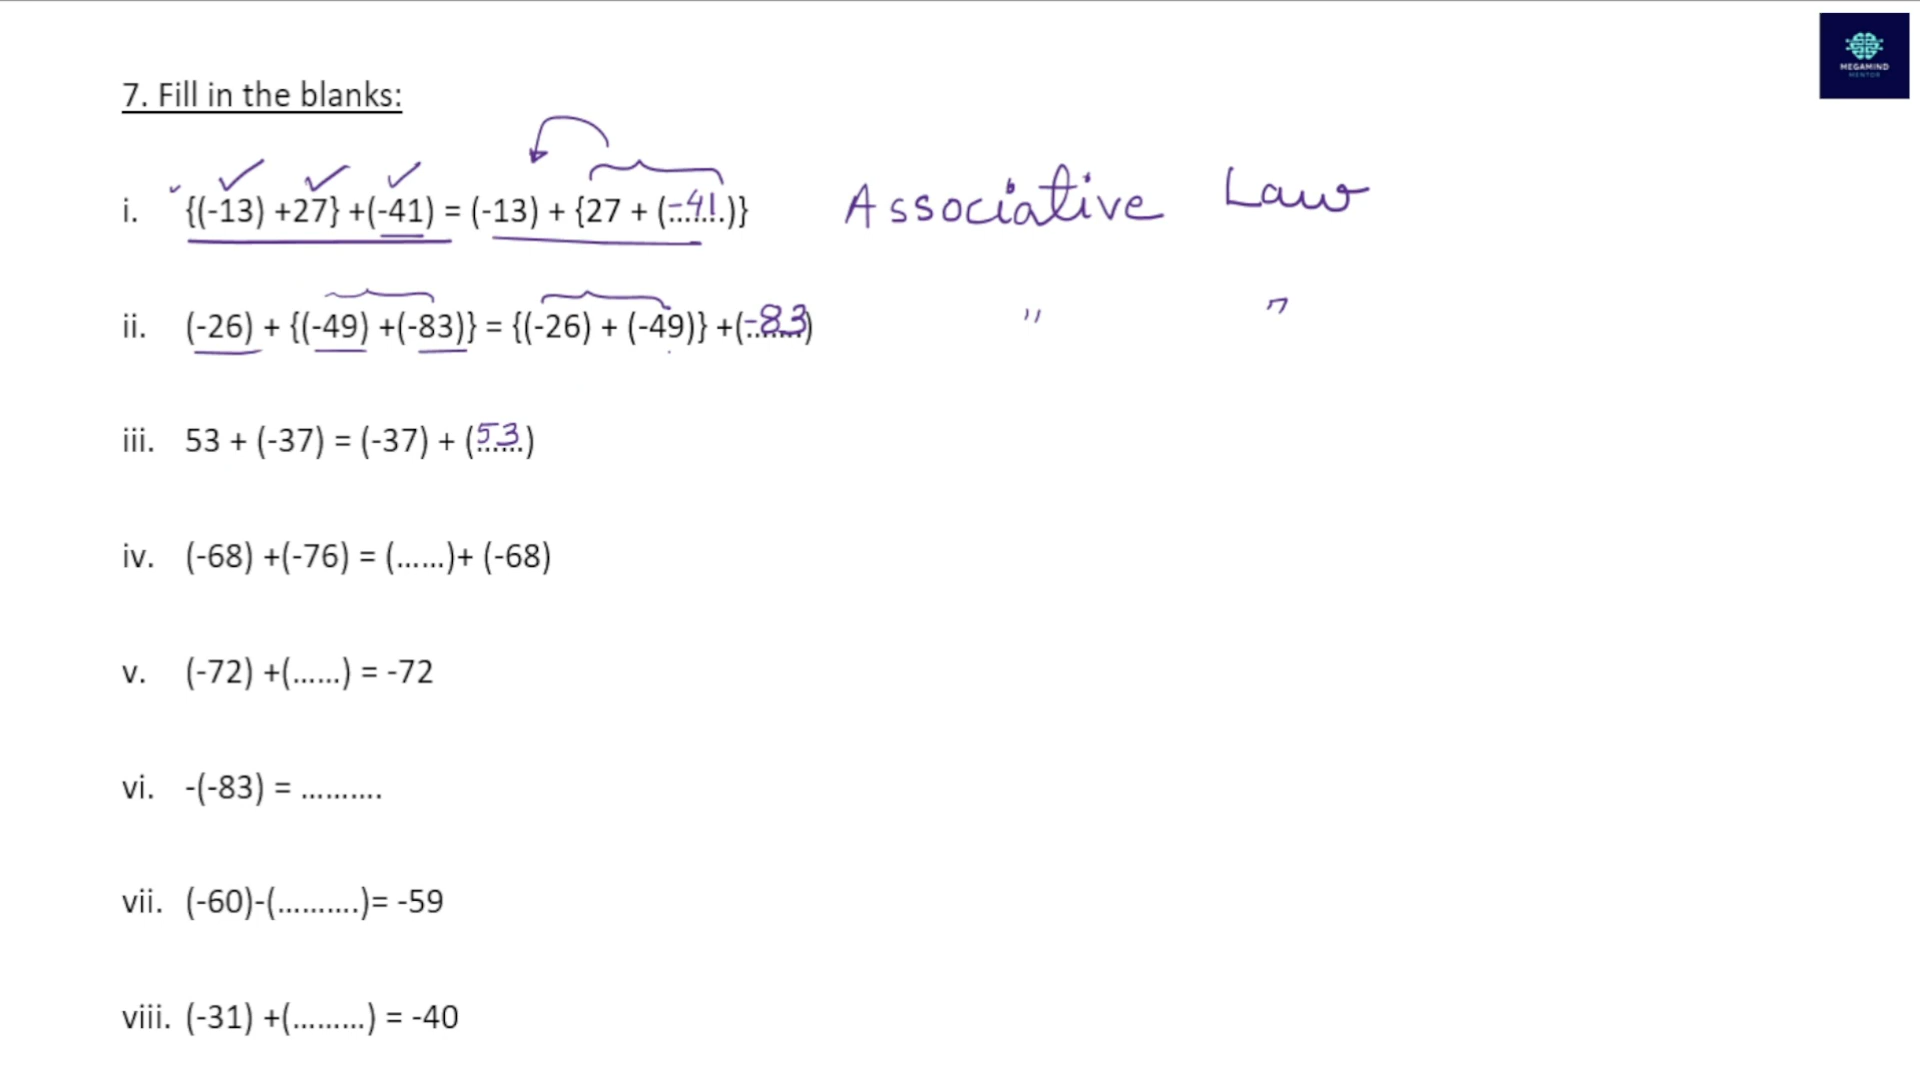 MEGAMIND
MENTOR
7. Fill in the blanks:
i. {(-13) +27} +(-41) = (-13) + {27 + (-41)} Associative Law
ii. (-26) + {(-49) +(-83)} = {(-26) + (-49)} +(-83) " "
iii. 53 + (-37) = (-37) + (53)
iv. (-68) +(-76) = (......)+ (-68)
v. (-72) +(......) = -72
vi. -(-83) = ..........
vii. (-60)-(..........)= -59
viii. (-31) +(.........) = -40